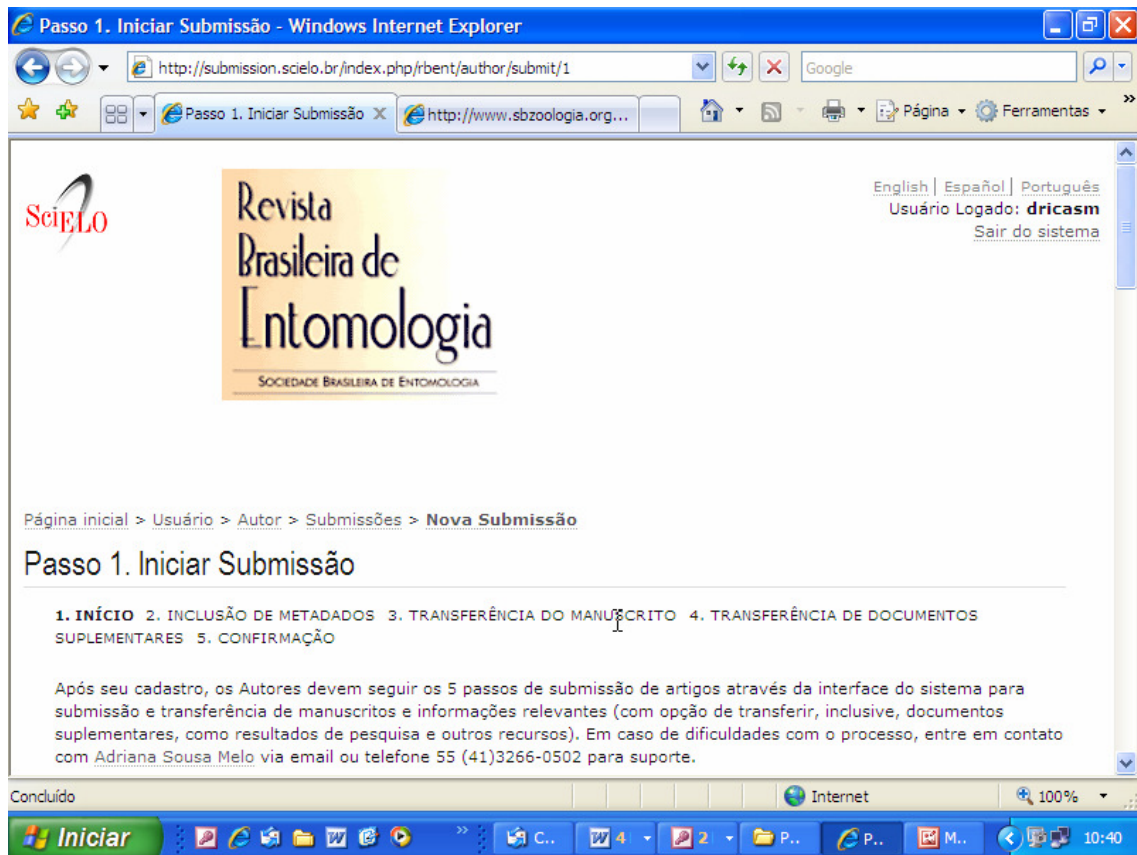 Passo 1. Iniciar Submissão - Windows Internet Explorer
http://submission.scielo.br/index.php/rbent/author/submit/1
Google
Passo 1. Iniciar Submissão
http://www.sbzoologia.org...
Página
Ferramentas
SciELO
Revista
Brasileira de
Entomologia
SOCIEDADE BRASILEIRA DE ENTOMOLOGIA
English | Español | Português
Usuário Logado: dricasm
Sair do sistema
Página inicial > Usuário > Autor > Submissões > Nova Submissão
Passo 1. Iniciar Submissão
1. INÍCIO 2. INCLUSÃO DE METADADOS 3. TRANSFERÊNCIA DO MANUSCRITO 4. TRANSFERÊNCIA DE DOCUMENTOS
SUPLEMENTARES 5. CONFIRMAÇÃO
Após seu cadastro, os Autores devem seguir os 5 passos de submissão de artigos através da interface do sistema para
submissão e transferência de manuscritos e informações relevantes (com opção de transferir, inclusive, documentos
suplementares, como resultados de pesquisa e outros recursos). Em caso de dificuldades com o processo, entre em contato
com Adriana Sousa Melo via email ou telefone 55 (41)3266-0502 para suporte.
Concluído
Internet
100%
Iniciar
C...
4
2
P...
P...
M...
10:40